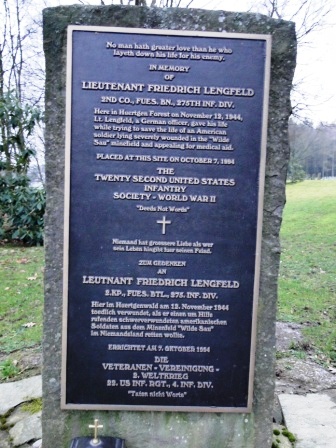 No man hath greater love than he who
layeth down his life for his enemy.
IN MEMORY
OF
LIEUTENANT FRIEDRICH LENGFELD
2ND CO., FUES. BN., 275TH INF. DIV.
Here in Huertgen Forest on November 12, 1944,
Lt. Lengfeld, a German officer, gave his life
while trying to save the life of an American
soldier lying severely wounded in the "Wilde
Sau" minefield and appealing for medical aid.
PLACED AT THIS SITE ON OCTOBER 7, 1994
THE
TWENTY SECOND UNITED STATES
INFANTRY
SOCIETY - WORLD WAR II
"Deeds Not Words"
Niemand hat groessere Liebe als wer
sein Leben hingibt fuer seinen Feind.
ZUM GEDENKEN
AN
LEUTNANT FRIEDRICH LENGFELD
2.KP., FUES. BTL., 275. INF. DIV.
Hier im Huertgenwald am 12. November 1944
toedlich verwundet, als er einem um Hilfe
rufenden schwerverwundeten amerikanischen
Soldaten aus dem Minenfeld "Wilde Sau"
im Niemandsland retten wollte.
ERRICHTET AM 7. OKTOBER 1994
DIE
VETERANEN - VEREINIGUNG -
2. WELTKRIEG
22. US INF. RGT., 4. INF. DIV.
"Taten nicht Worte"